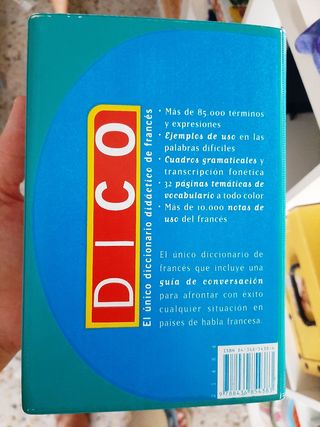 DICO
El único diccionario didáctico de francés
• Más de 85.000 términos
y expresiones
• Ejemplos de uso en las
palabras difíciles
• Cuadros gramaticales y
transcripción fonética
• 32 páginas temáticas de
vocabulario a todo color
• Más de 10.000 notas de
uso del francés
El único diccionario de
francés que incluye una
guía de conversación
para afrontar con éxito
cualquier situación en
países de habla francesa.